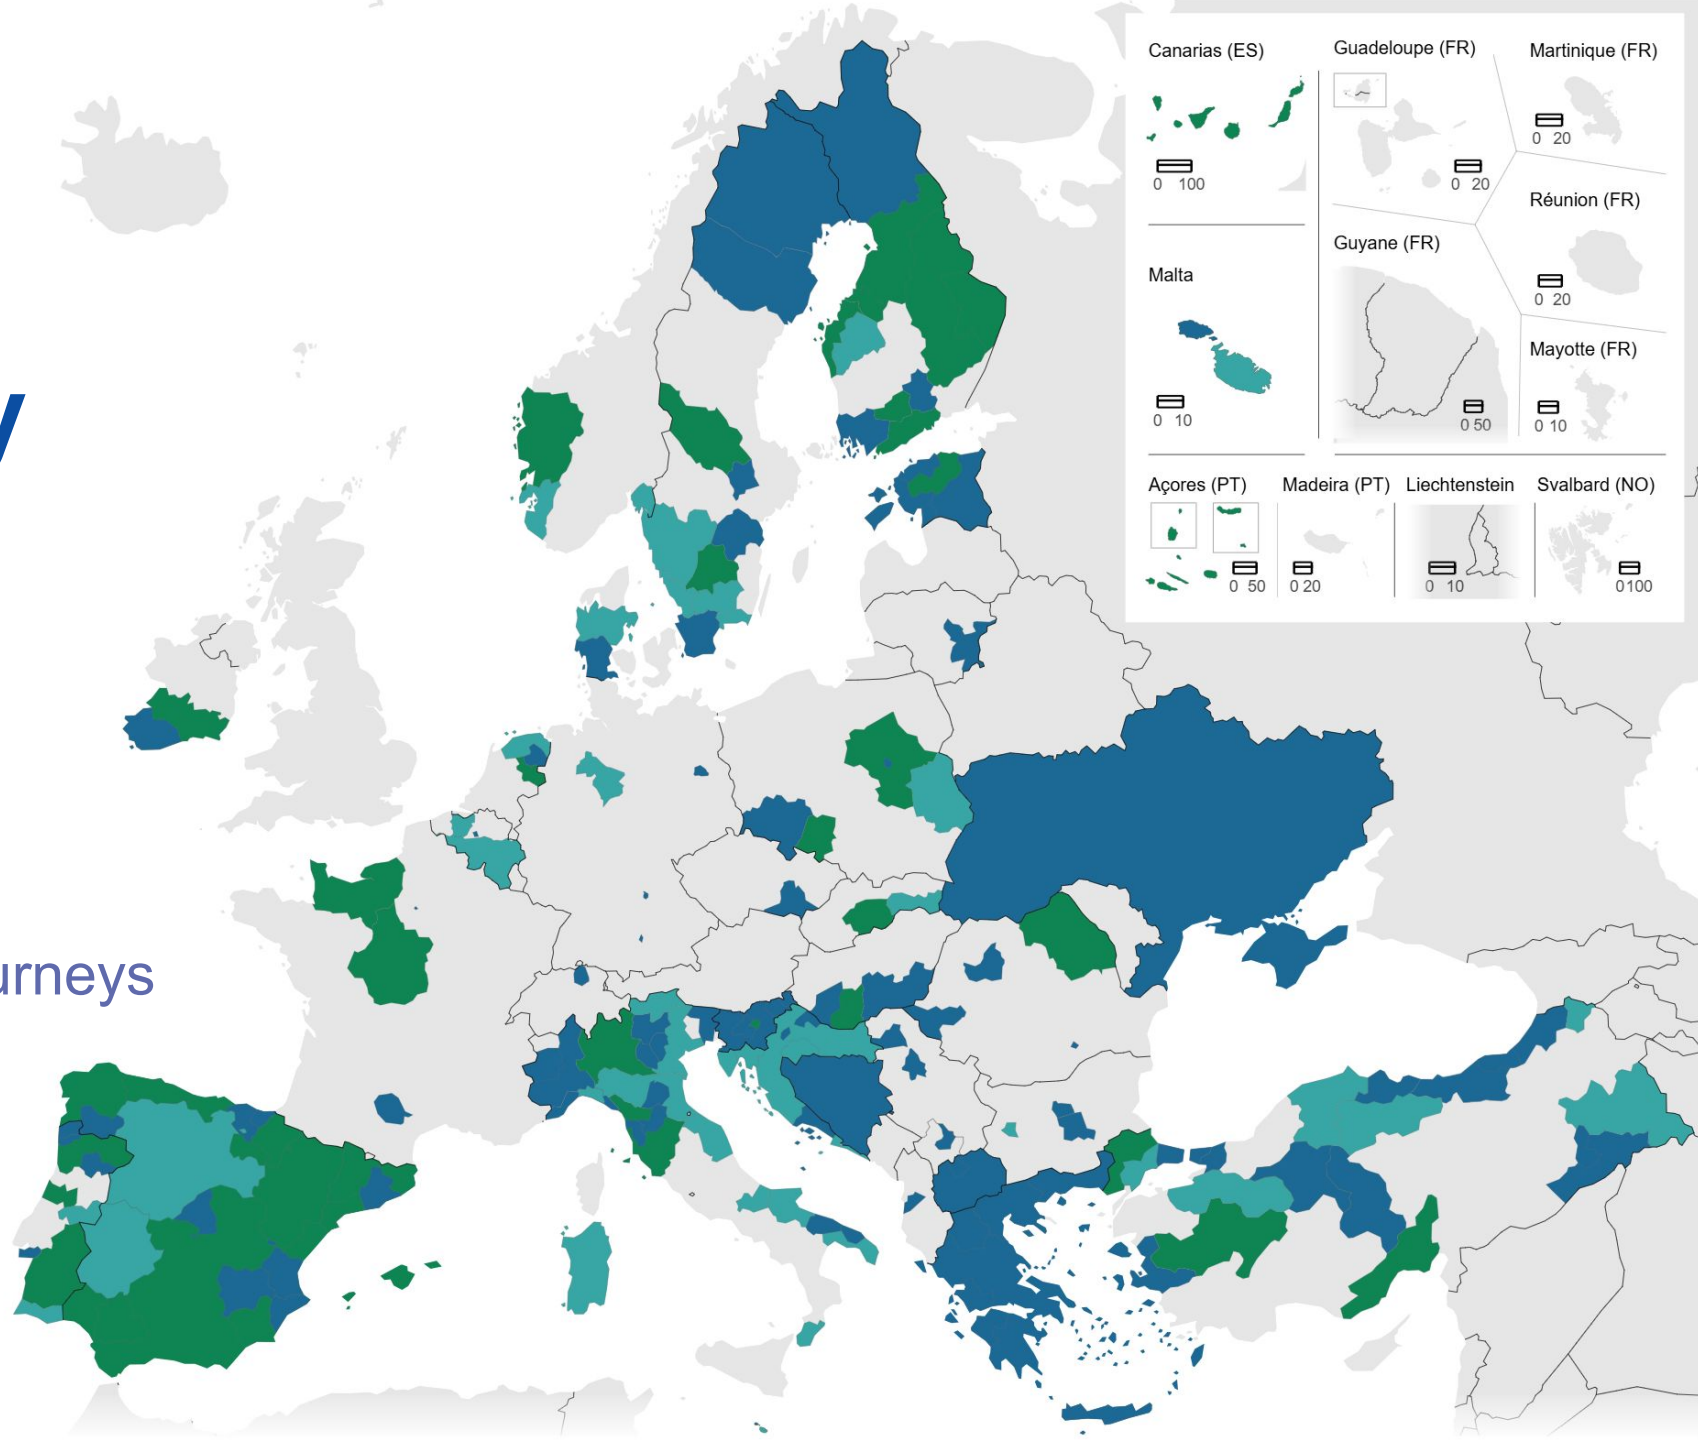 y
urneys
Canarias (ES)
0 100
Guadeloupe (FR)
0 20
Martinique (FR)
0 20
Réunion (FR)
0 20
Guyane (FR)
0 50
Malta
0 10
Mayotte (FR)
0 10
Açores (PT)
0 50
Madeira (PT)
0 20
Liechtenstein
0 10
Svalbard (NO)
0100